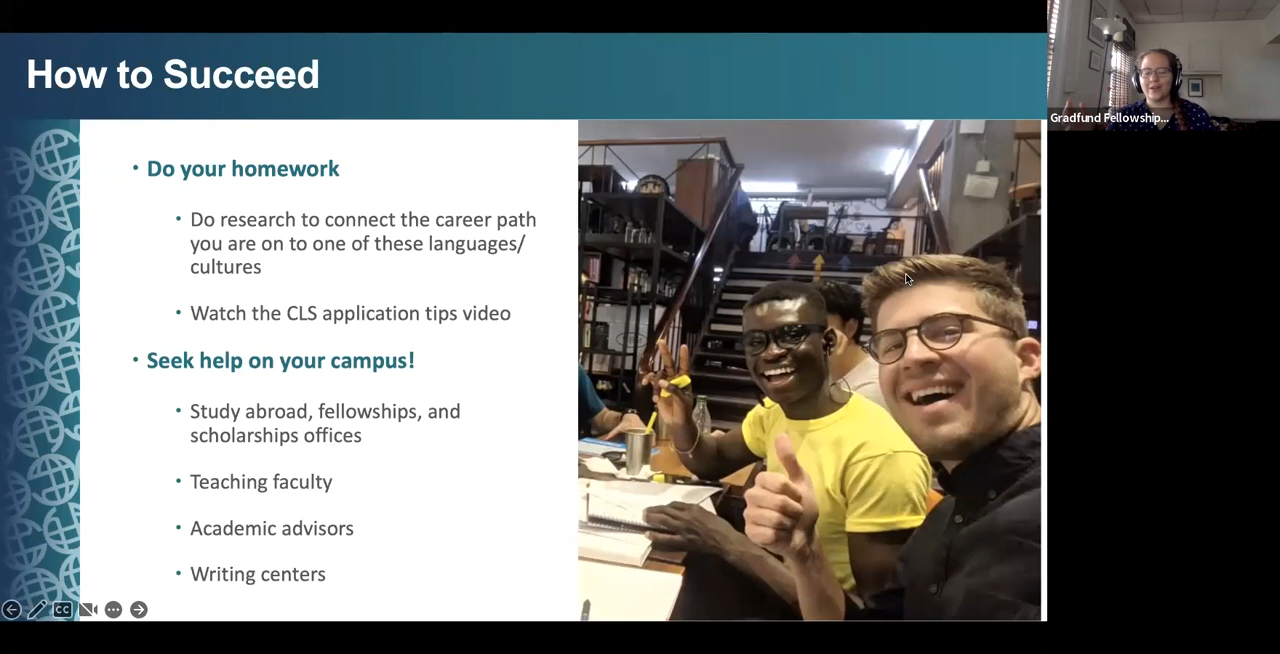 How to Succeed
Gradfund Fellowship...
• Do your homework
• Do research to connect the career path
you are on to one of these languages/
cultures
• Watch the CLS application tips video
• Seek help on your campus!
• Study abroad, fellowships, and
scholarships offices
• Teaching faculty
• Academic advisors
• Writing centers
CC